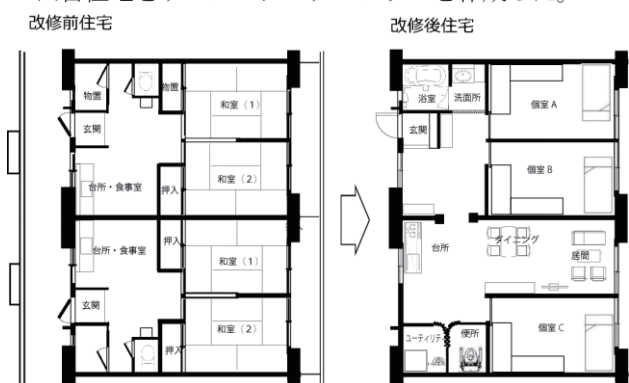 改修前住宅
改修後住宅
物置
物置
和室（1）
玄関
和室（2）
台所・食事室
押入
台所・食事室
押入
和室（1）
玄関
和室（2）
押入
浴室
洗面所
個室 A
玄関
個室 B
台所
ダイニング
居間
個室 C
ユーティリティ
便所